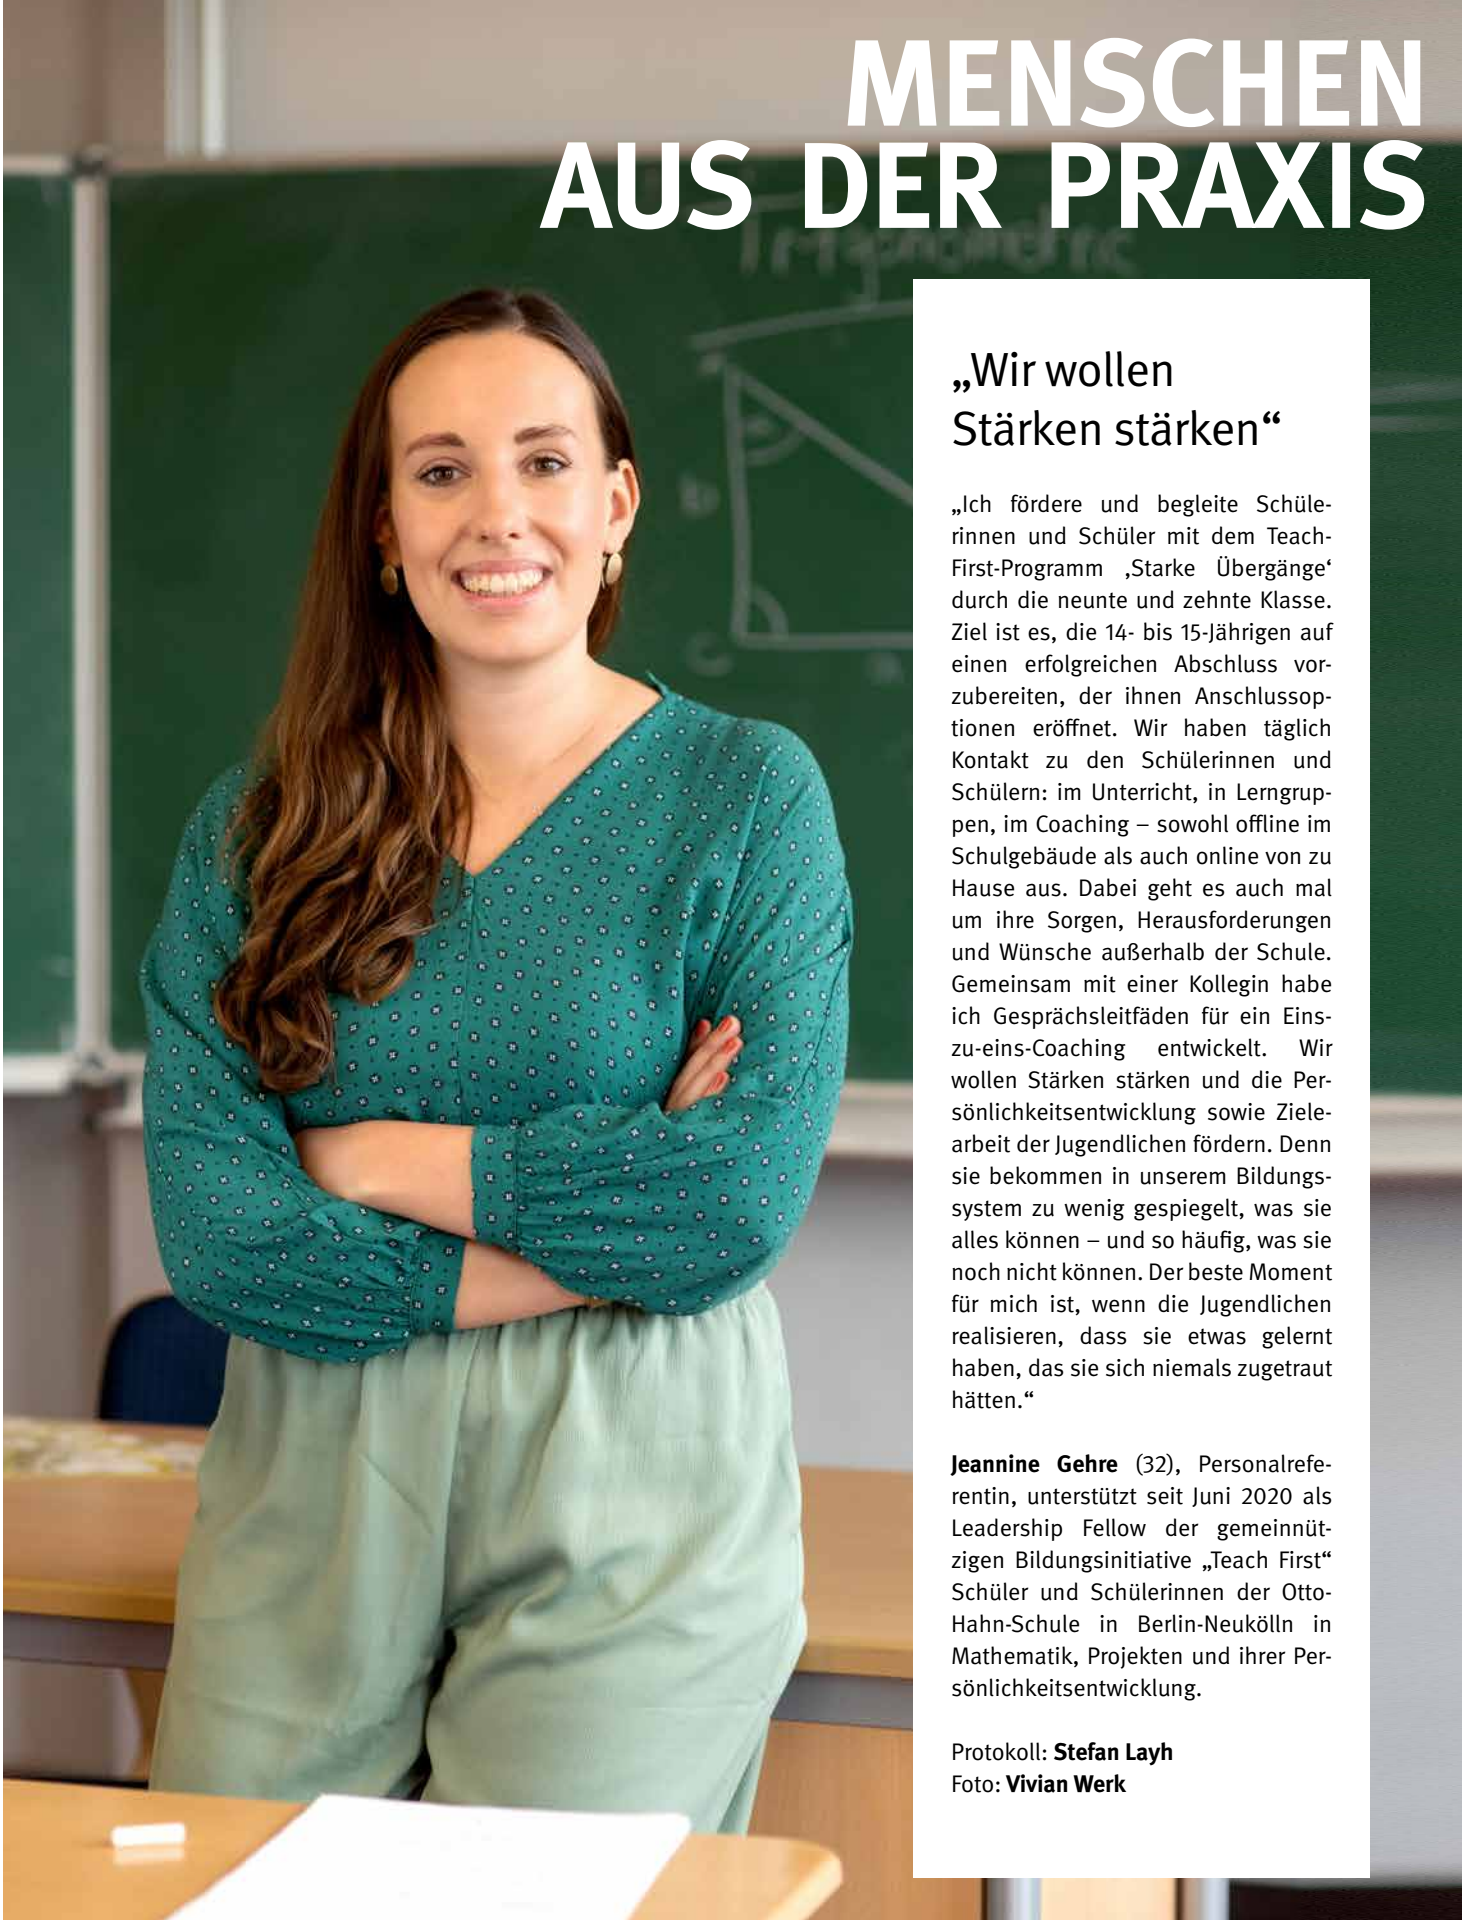 MENSCHEN
AUS DER PRAXIS
„Wir wollen
Stärken stärken“
„Ich fördere und begleite Schüle-
rinnen und Schüler mit dem Teach-
First-Programm ‚Starke Übergänge‘
durch die neunte und zehnte Klasse.
Ziel ist es, die 14- bis 15-Jährigen auf
einen erfolgreichen Abschluss vor-
zubereiten, der ihnen Anschlussop-
tionen eröffnet. Wir haben täglich
Kontakt zu den Schülerinnen und
Schülern: im Unterricht, in Lerngrup-
pen, im Coaching – sowohl offline im
Schulgebäude als auch online von zu
Hause aus. Dabei geht es auch mal
um ihre Sorgen, Herausforderungen
und Wünsche außerhalb der Schule.
Gemeinsam mit einer Kollegin habe
ich Gesprächsleitfäden für ein Eins-
zu-eins-Coaching entwickelt. Wir
wollen Stärken stärken und die Per-
sönlichkeitsentwicklung sowie Ziele-
arbeit der Jugendlichen fördern. Denn
sie bekommen in unserem Bildungs-
system zu wenig gespiegelt, was sie
alles können – und so häufig, was sie
noch nicht können. Der beste Moment
für mich ist, wenn die Jugendlichen
realisieren, dass sie etwas gelernt
haben, das sie sich niemals zugetraut
hätten.“
Jeannine Gehre (32), Personalrefe-
rentin, unterstützt seit Juni 2020 als
Leadership Fellow der gemeinnüt-
zigen Bildungsinitiative „Teach First“
Schüler und Schülerinnen der Otto-
Hahn-Schule in Berlin-Neukölln in
Mathematik, Projekten und ihrer Per-
sönlichkeitsentwicklung.
Protokoll: Stefan Layh
Foto: Vivian Werk